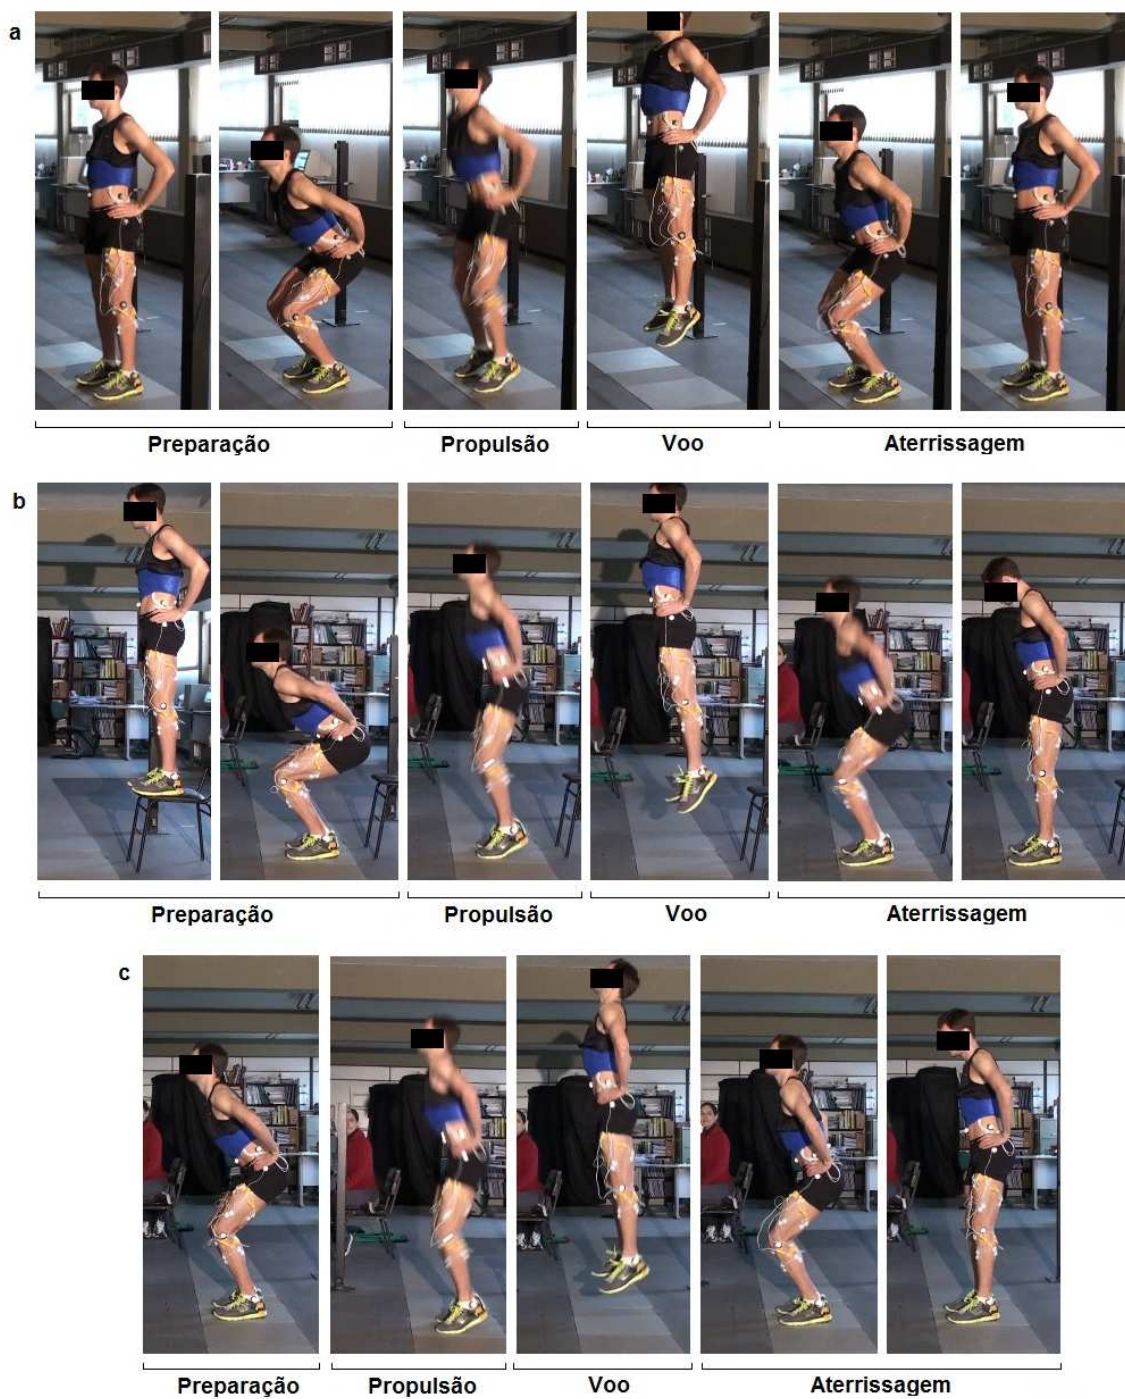 a
Preparação Propulsão Voo Aterrissagem
b
Preparação Propulsão Voo Aterrissagem
c
Preparação Propulsão Voo Aterrissagem